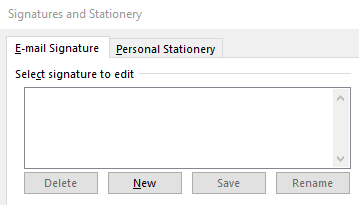 Signatures and Stationery
E-mail Signature Personal Stationery
Select signature to edit
Delete New Save Rename